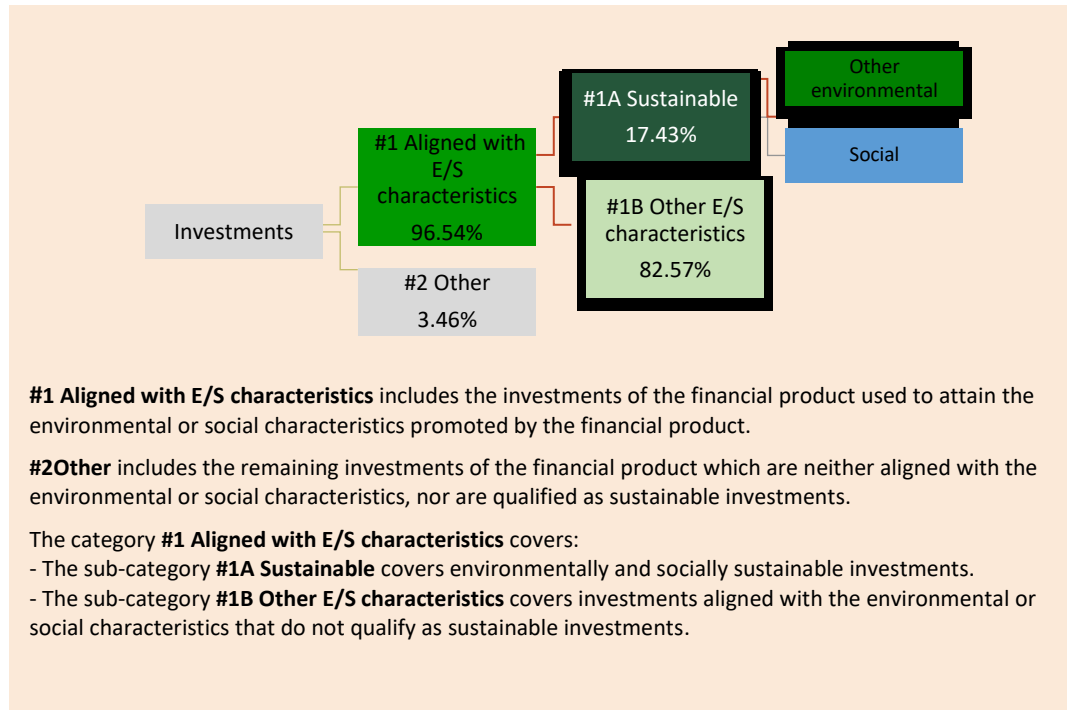 Investments
#1 Aligned with
E/S
characteristics
96.54%
#2 Other
3.46%
#1A Sustainable
17.43%
#1B Other E/S
characteristics
82.57%
Other
environmental
Social
#1 Aligned with E/S characteristics includes the investments of the financial product used to attain the
environmental or social characteristics promoted by the financial product.
#2Other includes the remaining investments of the financial product which are neither aligned with the
environmental or social characteristics, nor are qualified as sustainable investments.
The category #1 Aligned with E/S characteristics covers:
- The sub-category #1A Sustainable covers environmentally and socially sustainable investments.
- The sub-category #1B Other E/S characteristics covers investments aligned with the environmental or
social characteristics that do not qualify as sustainable investments.